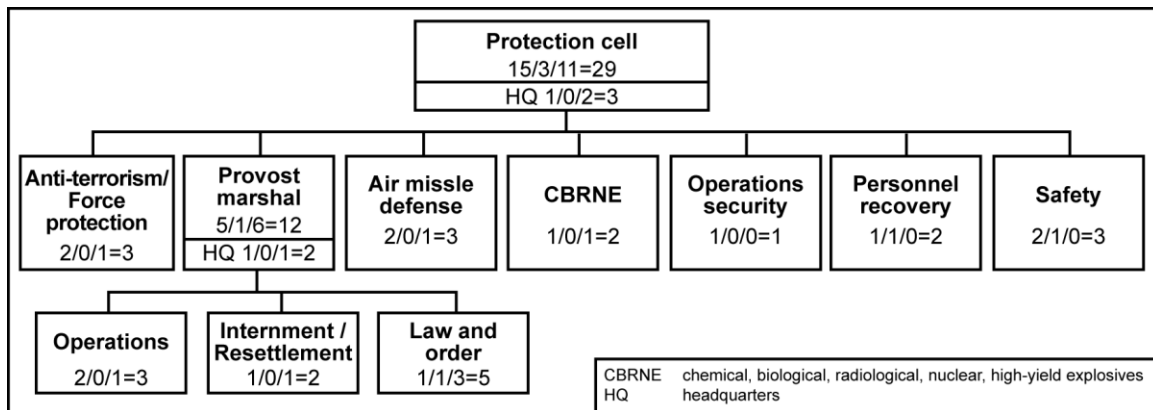 Protection cell
15/3/11=29
HQ 1/0/2=3
Anti-terrorism/
Force
protection
2/0/1=3
Provost
marshal
5/1/6=12
HQ 1/0/1=2
Air missle
defense
2/0/1=3
CBRNE
1/0/1=2
Operations
security
1/0/0=1
Personnel
recovery
1/1/0=2
Safety
2/1/0=3
Operations
2/0/1=3
Internment /
Resettlement
1/0/1=2
Law and
order
1/1/3=5
CBRNE chemical, biological, radiological, nuclear, high-yield explosives
HQ headquarters